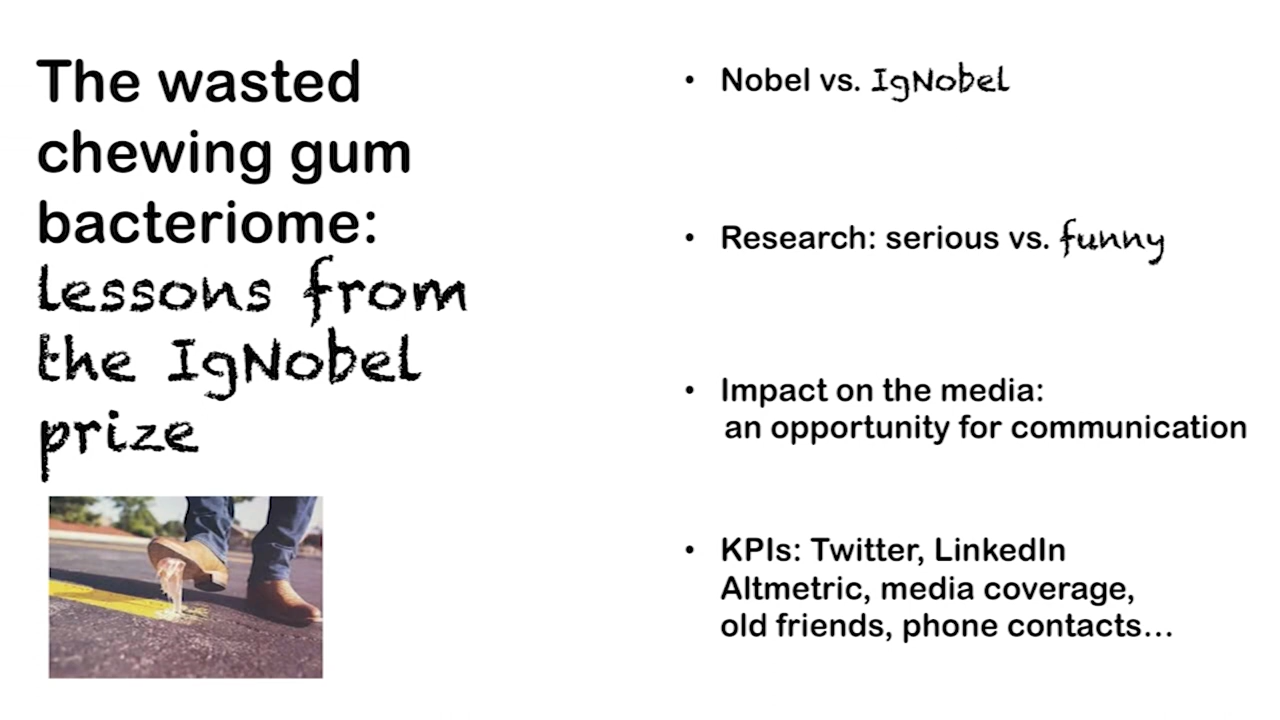 The wasted
chewing gum
bacteriome:
lessons from
the IgNobel
prize
• Nobel vs. IgNobel
• Research: serious vs. funny
• Impact on the media:
an opportunity for communication
• KPIs: Twitter, LinkedIn
Altmetric, media coverage,
old friends, phone contacts…